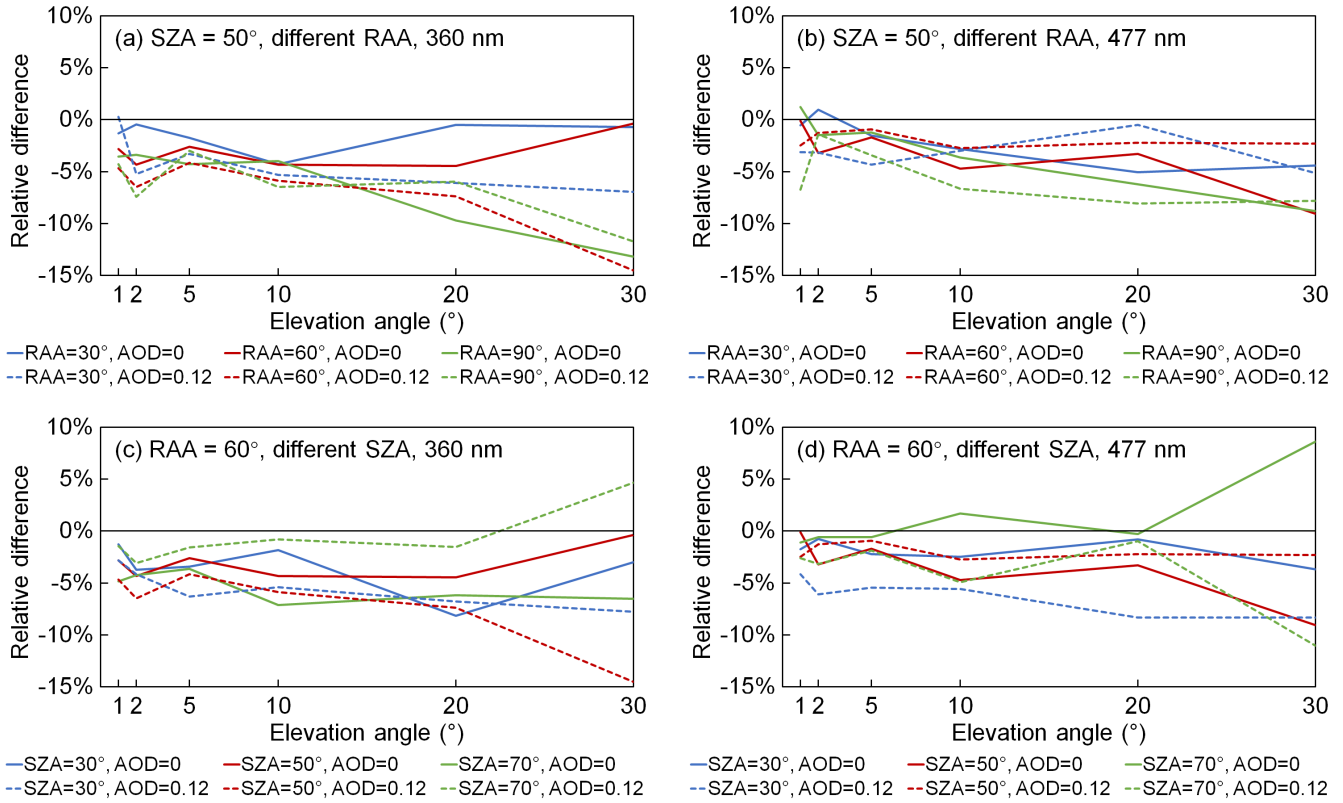 (a) SZA = 50°, different RAA, 360 nm
10%
5%
0%
-5%
-10%
-15%
Relative difference
1 2 5 10 20 30
Elevation angle (°)
RAA=30°, AOD=0 RAA=60°, AOD=0 RAA=90°, AOD=0
RAA=30°, AOD=0.12 RAA=60°, AOD=0.12 RAA=90°, AOD=0.12
(b) SZA = 50°, different RAA, 477 nm
10%
5%
0%
-5%
-10%
-15%
Relative difference
1 2 5 10 20 30
Elevation angle (°)
RAA=30°, AOD=0 RAA=60°, AOD=0 RAA=90°, AOD=0
RAA=30°, AOD=0.12 RAA=60°, AOD=0.12 RAA=90°, AOD=0.12
(c) RAA = 60°, different SZA, 360 nm
10%
5%
0%
-5%
-10%
-15%
Relative difference
1 2 5 10 20 30
Elevation angle (°)
SZA=30°, AOD=0 SZA=50°, AOD=0 SZA=70°, AOD=0
SZA=30°, AOD=0.12 SZA=50°, AOD=0.12 SZA=70°, AOD=0.12
(d) RAA = 60°, different SZA, 477 nm
10%
5%
0%
-5%
-10%
-15%
Relative difference
1 2 5 10 20 30
Elevation angle (°)
SZA=30°, AOD=0 SZA=50°, AOD=0 SZA=70°, AOD=0
SZA=30°, AOD=0.12 SZA=50°, AOD=0.12 SZA=70°, AOD=0.12